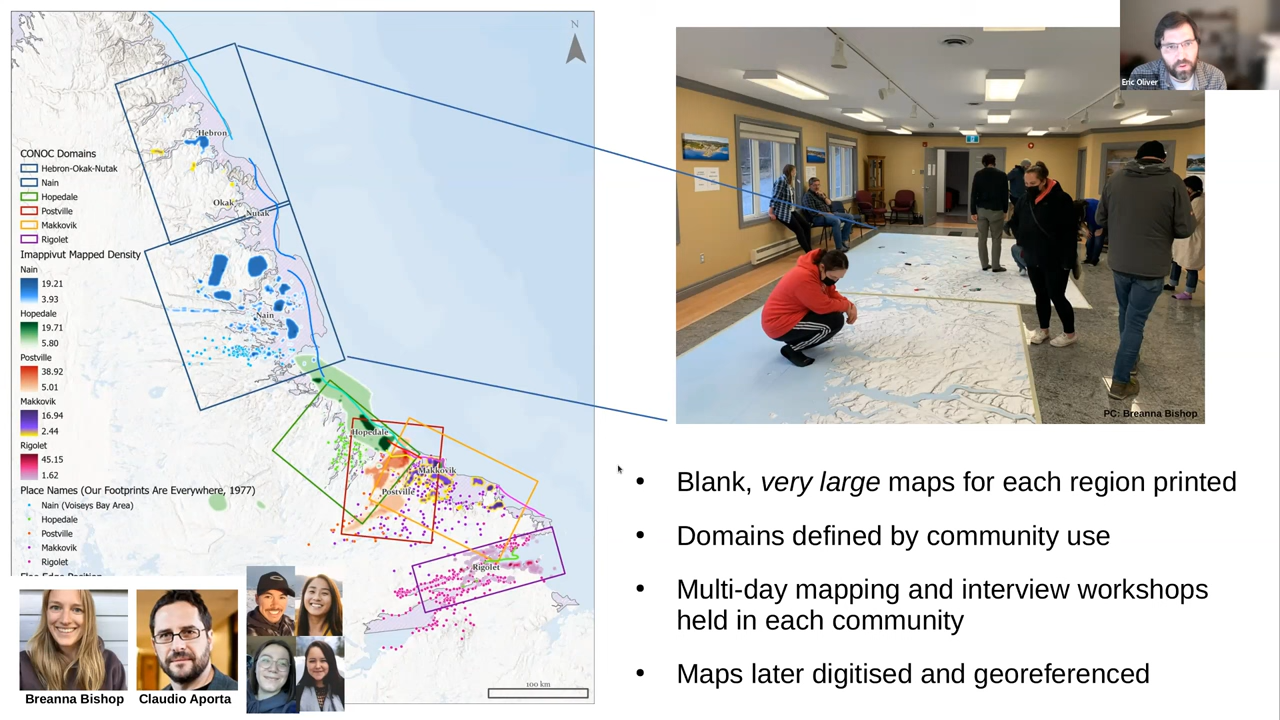 N
Hebron
Okak
Nutak
Nain
Hopedale
Makkovik
Postville
Rigolet
CONOC Domains
Hebron-Okak-Nutak
Nain
Hopedale
Postville
Makkovik
Rigolet
Imappivut Mapped Density
Nain
19.21
3.93
Hopedale
19.71
5.80
Postville
38.92
5.01
Makkovik
16.94
2.44
Rigolet
45.15
1.62
Place Names (Our Footprints Are Everywhere, 1977)
Nain (Voiseys Bay Area)
Hopedale
Postville
Makkovik
Rigolet
100 km
Breanna Bishop
Claudio Aporta
Eric Oliver
PC: Breanna Bishop
• Blank, very large maps for each region printed
• Domains defined by community use
• Multi-day mapping and interview workshops
held in each community
• Maps later digitised and georeferenced